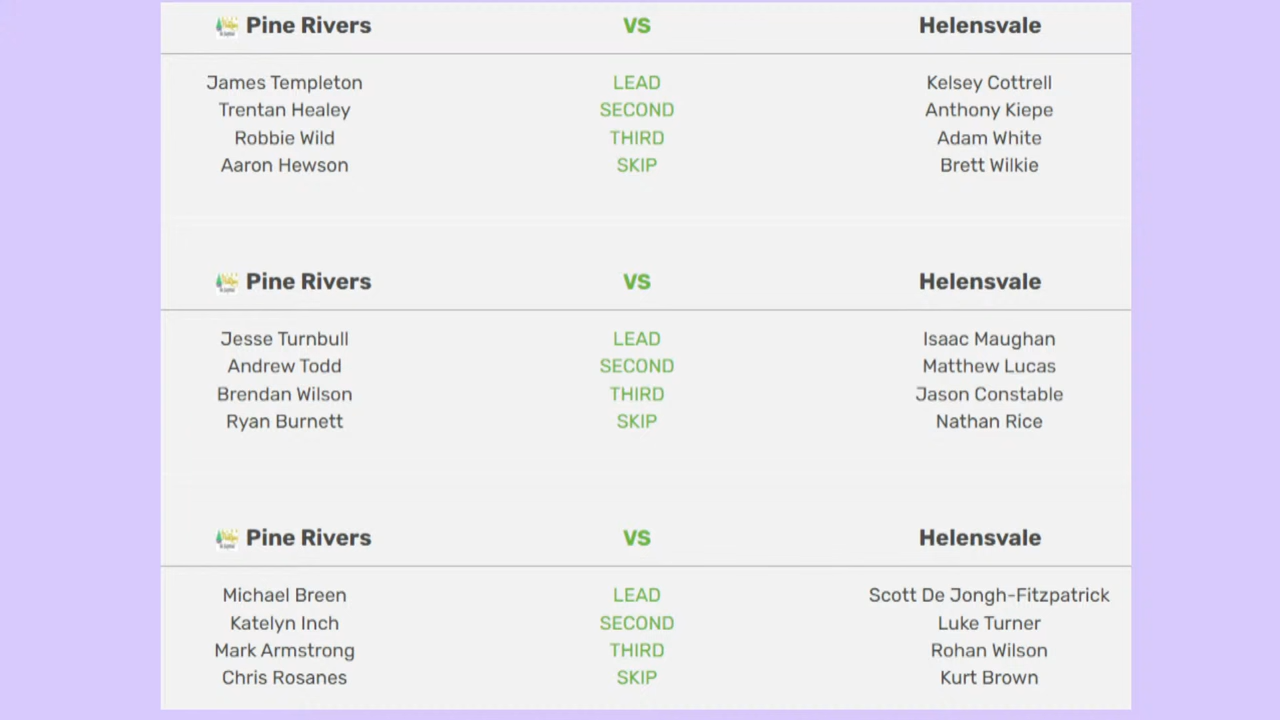 Pine Rivers VS Helensvale
James Templeton LEAD Kelsey Cottrell
Trentan Healey SECOND Anthony Kiepe
Robbie Wild THIRD Adam White
Aaron Hewson SKIP Brett Wilkie
Pine Rivers VS Helensvale
Jesse Turnbull LEAD Isaac Maughan
Andrew Todd SECOND Matthew Lucas
Brendan Wilson THIRD Jason Constable
Ryan Burnett SKIP Nathan Rice
Pine Rivers VS Helensvale
Michael Breen LEAD Scott De Jongh-Fitzpatrick
Katelyn Inch SECOND Luke Turner
Mark Armstrong THIRD Rohan Wilson
Chris Rosanes SKIP Kurt Brown